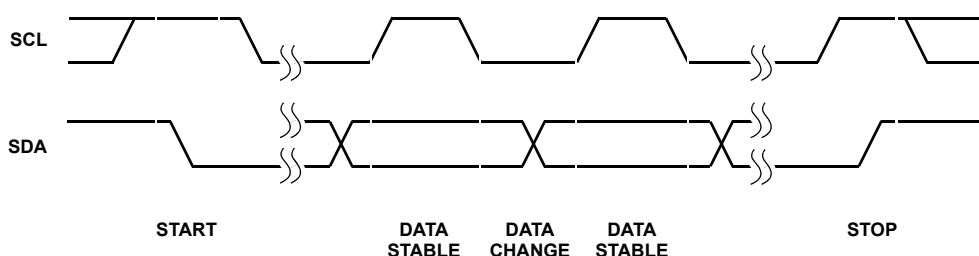 SCL
SDA
START
DATA
STABLE
DATA
CHANGE
DATA
STABLE
STOP